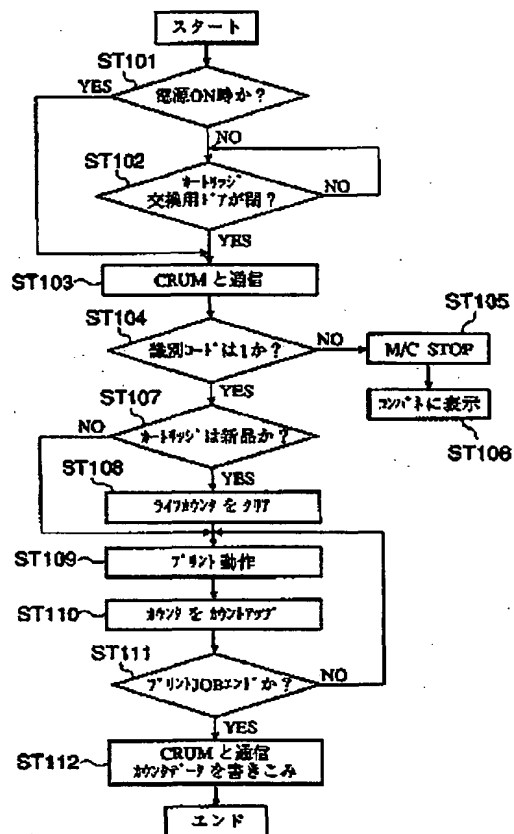 スタート
ST101
YES
電源ON時か?
NO
ST102
カートリッジ
交換用ドアが閉?
NO
YES
ST103
CRUMと通信
ST104
識別コードは1か?
NO
ST105
M/C STOP
YES
コンパネに表示
ST106
ST107
NO
カートリッジは新品か?
ST108
YES
ライフカウンタをクリア
ST109
プリント動作
ST110
カウンタをカウントアップ
ST111
プリントJOBエンドか?
NO
YES
ST112
CRUMと通信
カウンタデータを書きこみ
エンド